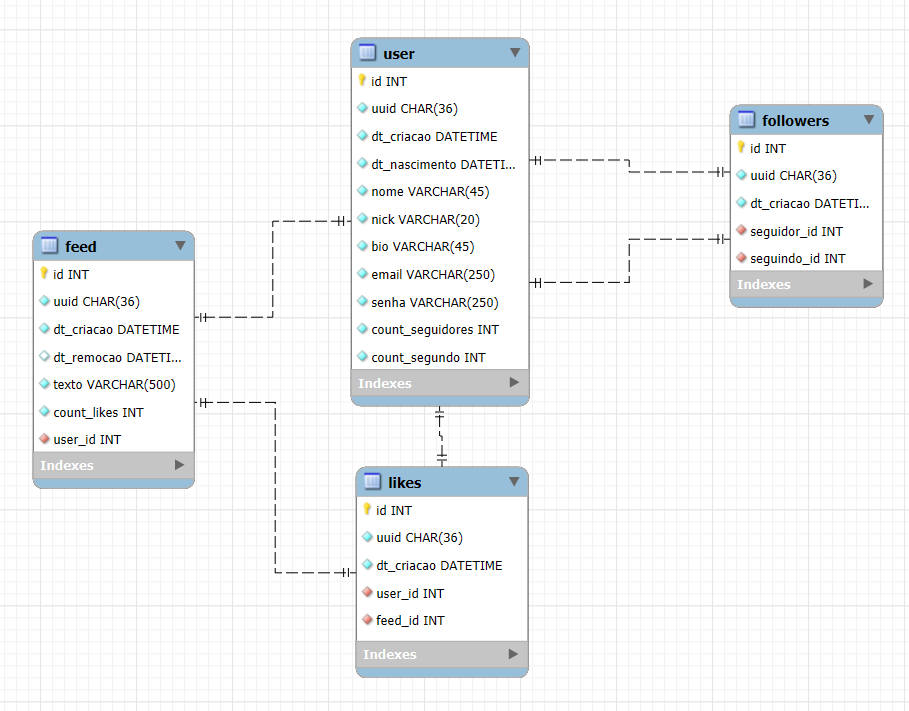 user
id INT
uuid CHAR(36)
dt_criacao DATETIME
dt_nascimento DATETI...
nome VARCHAR(45)
nick VARCHAR(20)
bio VARCHAR(45)
email VARCHAR(250)
senha VARCHAR(250)
count_seguidores INT
count_segundo INT
Indexes
followers
id INT
uuid CHAR(36)
dt_criacao DATETI...
seguidor_id INT
seguindo_id INT
Indexes
feed
id INT
uuid CHAR(36)
dt_criacao DATETIME
dt_remocao DATETI...
texto VARCHAR(500)
count_likes INT
user_id INT
Indexes
likes
id INT
uuid CHAR(36)
dt_criacao DATETIME
user_id INT
feed_id INT
Indexes